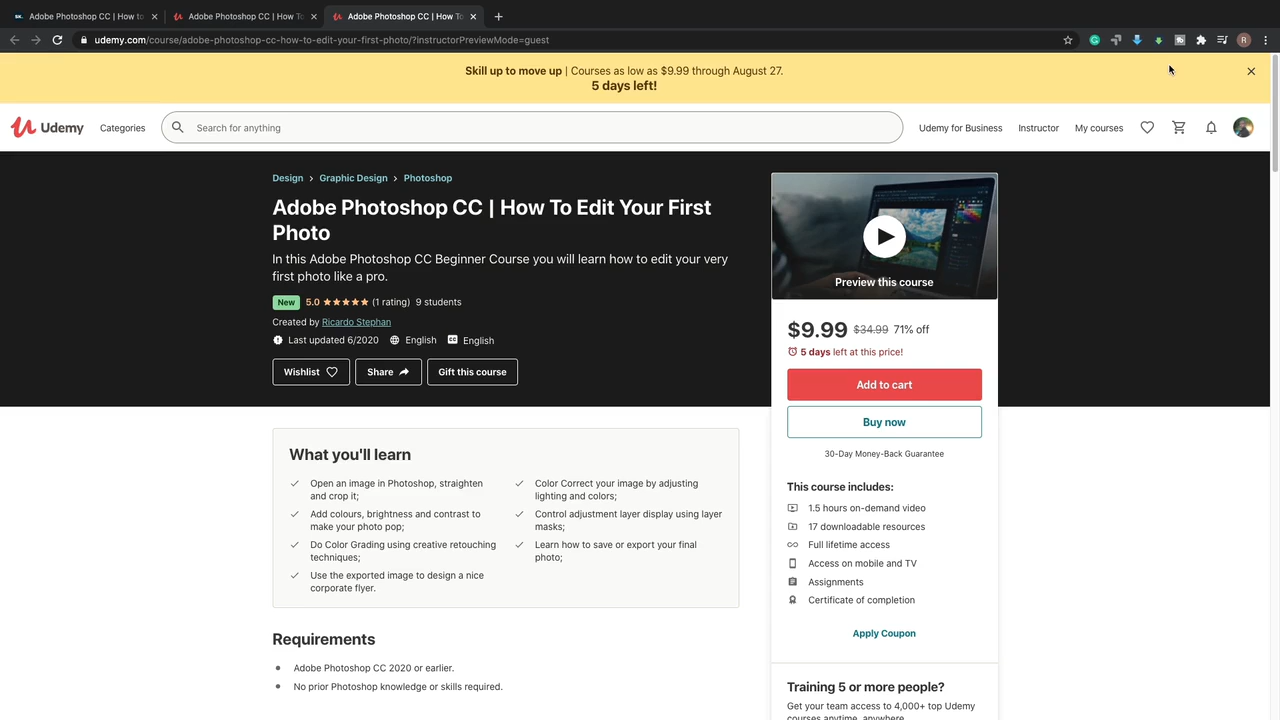 Adobe Photoshop CC | How to
Adobe Photoshop CC | How To
Adobe Photoshop CC | How To
udemy.com/course/adobe-photoshop-cc-how-to-edit-your-first-photo/?instructorPreviewMode=guest
R
Skill up to move up | Courses as low as $9.99 through August 27.
5 days left!
Udemy
Categories
Search for anything
Udemy for Business
Instructor
My courses
Design > Graphic Design > Photoshop
Adobe Photoshop CC | How To Edit Your First
Photo
In this Adobe Photoshop CC Beginner Course you will learn how to edit your very
first photo like a pro.
New 5.0 (1 rating) 9 students
Created by Ricardo Stephan
Last updated 6/2020 English CC English
Wishlist
Share
Gift this course
Preview this course
$9.99 $34.99 71% off
5 days left at this price!
Add to cart
Buy now
30-Day Money-Back Guarantee
This course includes:
1.5 hours on-demand video
17 downloadable resources
Full lifetime access
Access on mobile and TV
Assignments
Certificate of completion
Apply Coupon
Training 5 or more people?
Get your team access to 4,000+ top Udemy
courses anytime, anywhere.
What you'll learn
Open an image in Photoshop, straighten
and crop it;
Add colours, brightness and contrast to
make your photo pop;
Do Color Grading using creative retouching
techniques;
Use the exported image to design a nice
corporate flyer.
Color Correct your image by adjusting
lighting and colors;
Control adjustment layer display using layer
masks;
Learn how to save or export your final
photo;
Requirements
Adobe Photoshop CC 2020 or earlier.
No prior Photoshop knowledge or skills required.